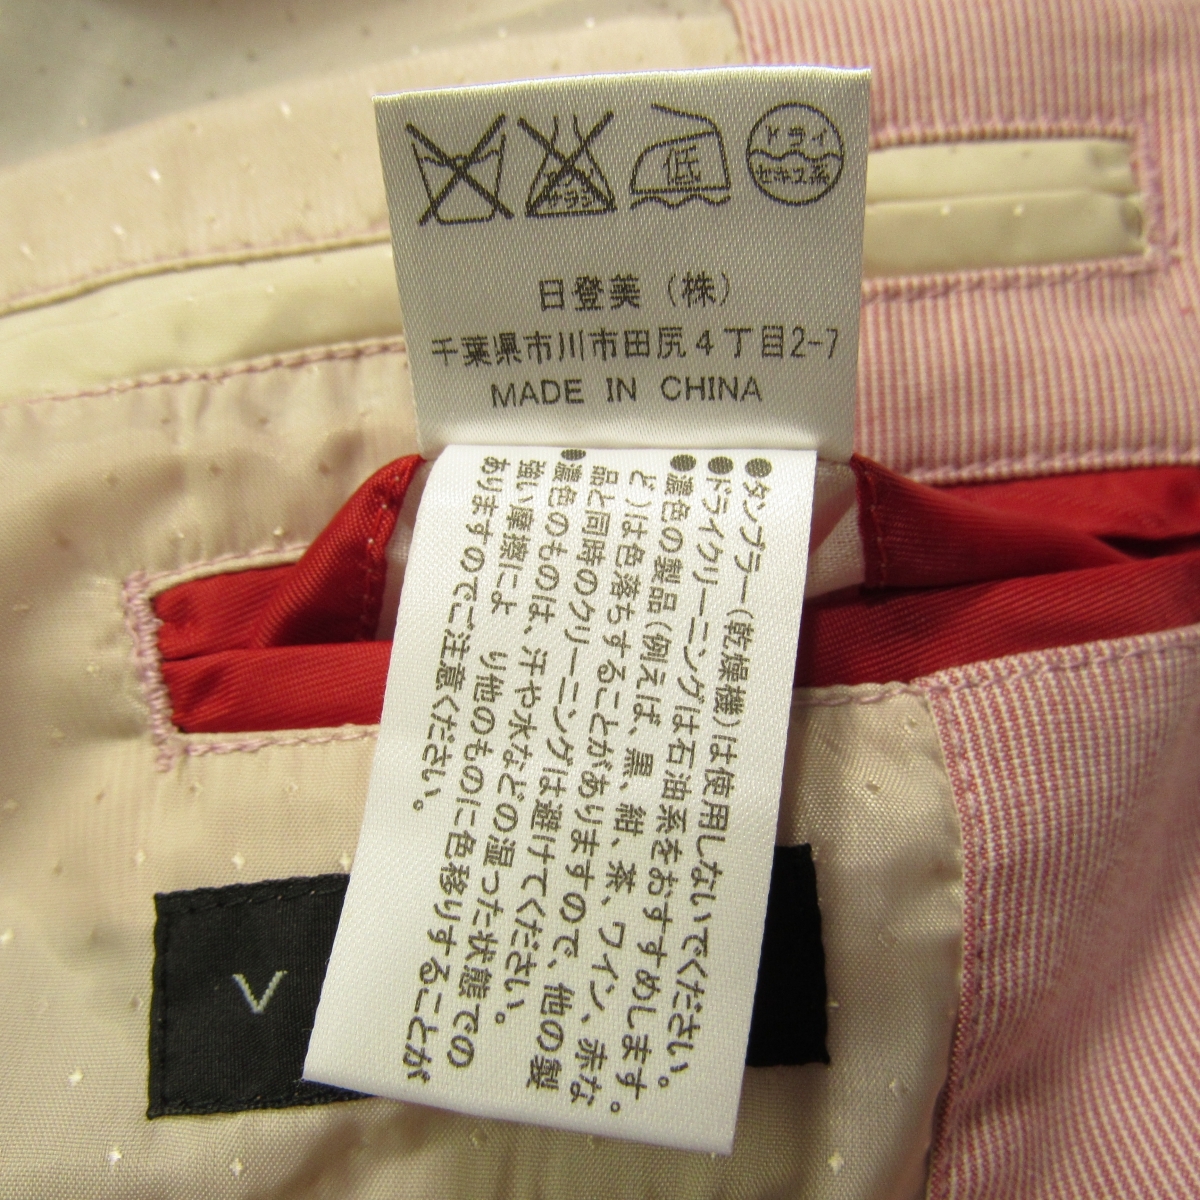 エンソ
サラシ
低
ドライ
セキユ系
日登美（株）
千葉県市川市田尻4丁目2-7
MADE IN CHINA
●タンブラー(乾燥機)は使用しないでください。
●ドライクリーニングは石油系をおすすめします。
●濃色の製品(例えば、黒、紺、茶、ワイン、赤な
ど)は色落ちすることがありますので、他の製
品と同時のクリーニングは避けてください。
●濃色のものは、汗や水などの湿った状態での
強い摩擦によ り他のものに色移りすることが
ありますのでご注意ください。
V